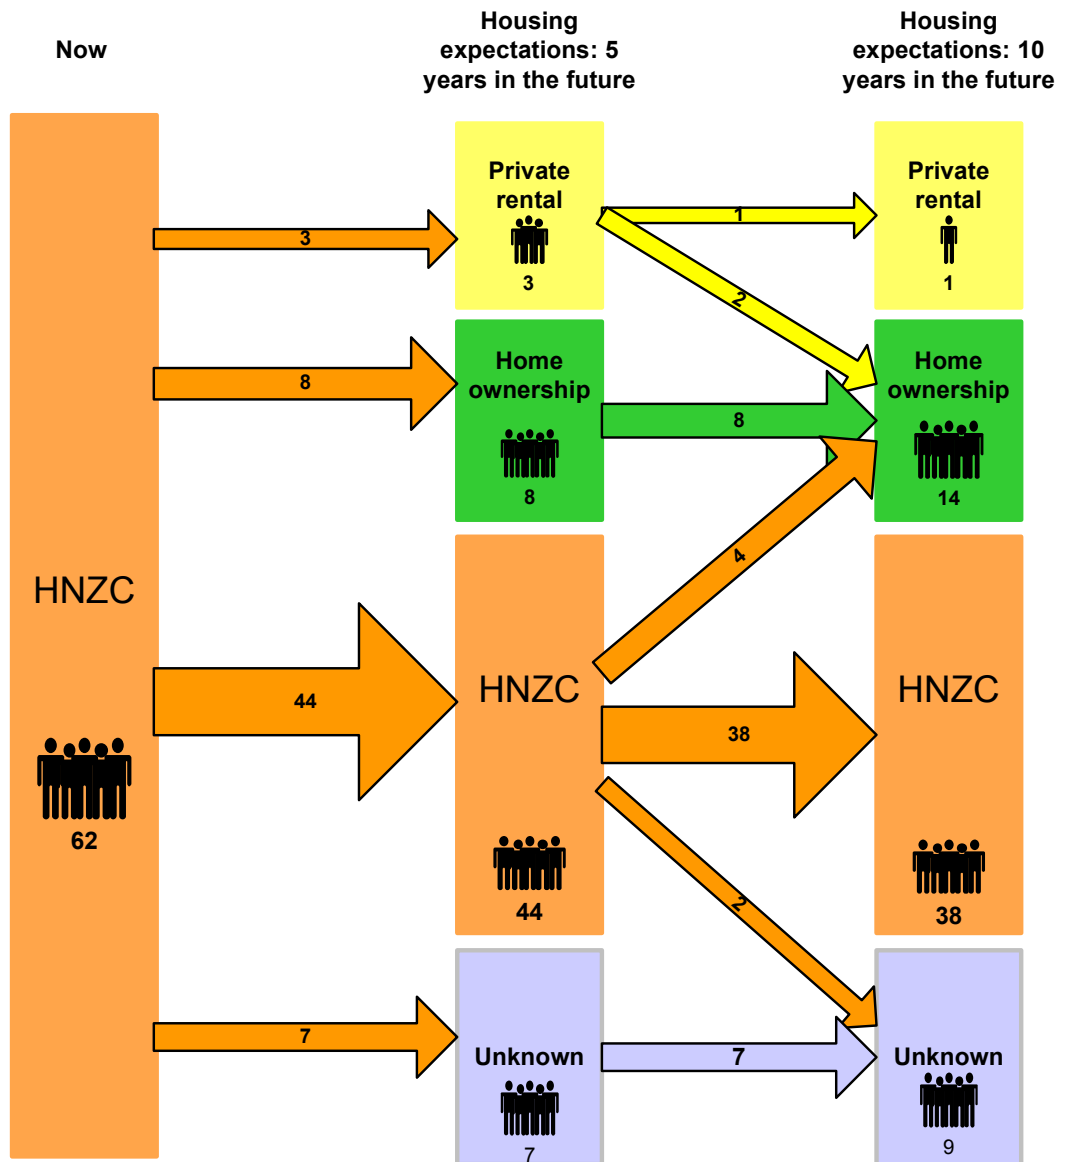 Now
Housing
expectations: 5
years in the future
Housing
expectations: 10
years in the future
HNZC
62
3
8
44
7
Private
rental
3
Home
ownership
8
HNZC
44
Unknown
7
1
2
8
4
38
2
7
Private
rental
1
Home
ownership
14
HNZC
38
Unknown
9